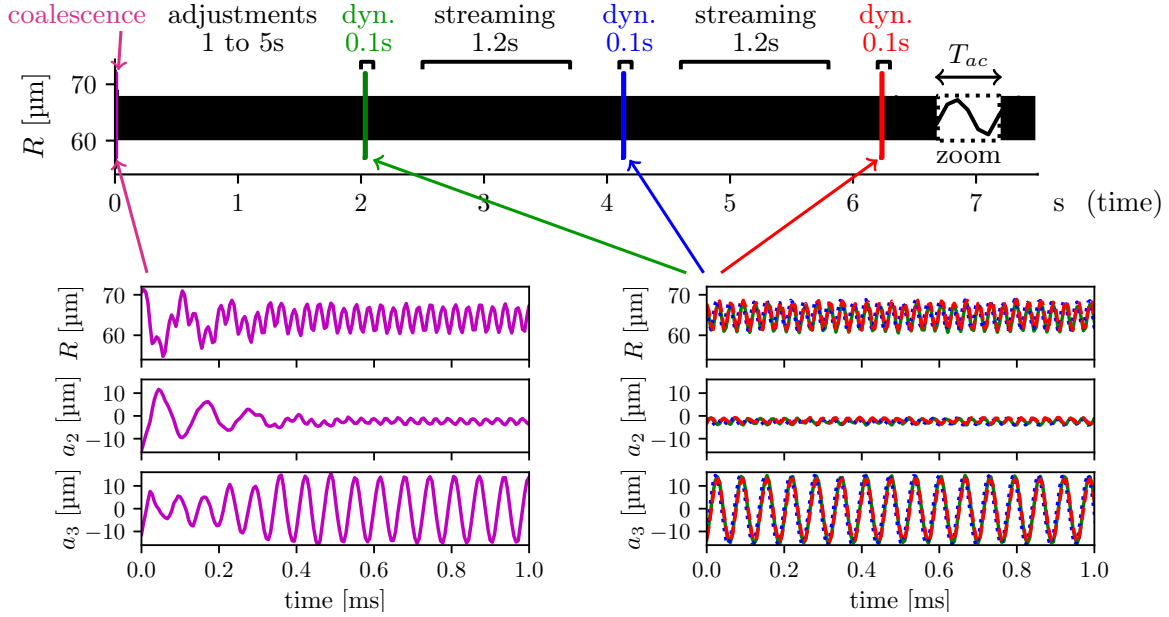 coalescence adjustments dyn. streaming dyn. streaming dyn.
1 to 5s 0.1s 1.2s 0.1s 1.2s 0.1s
R [µm]
70
60
T_ac
zoom
0 1 2 3 4 5 6 7 s (time)
R [µm]
70
60
a_2 [µm]
10
0
−10
a_3 [µm]
10
0
−10
0.0 0.2 0.4 0.6 0.8 1.0
time [ms]
R [µm]
70
60
a_2 [µm]
10
0
−10
a_3 [µm]
10
0
−10
0.0 0.2 0.4 0.6 0.8 1.0
time [ms]